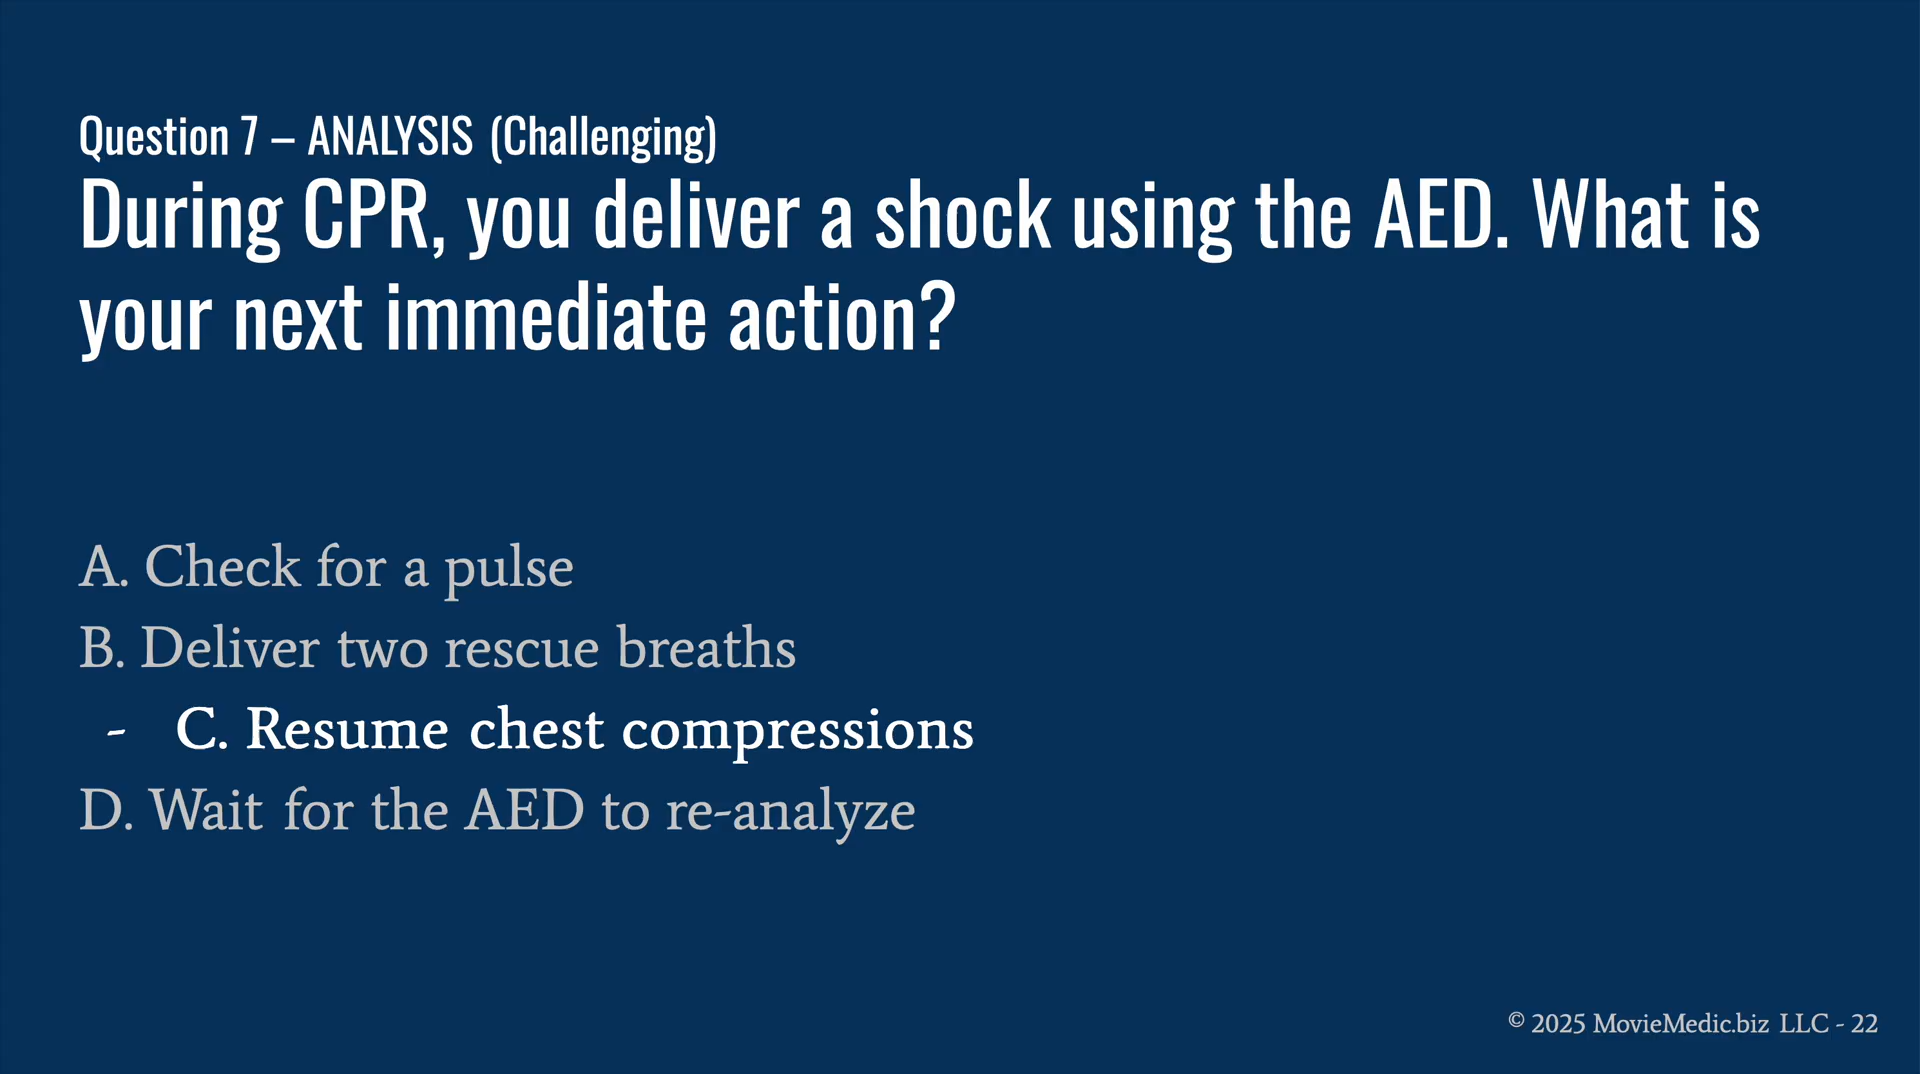 Question 7 – ANALYSIS (Challenging)
During CPR, you deliver a shock using the AED. What is
your next immediate action?
A. Check for a pulse
B. Deliver two rescue breaths
- C. Resume chest compressions
D. Wait for the AED to re-analyze
© 2025 MovieMedic.biz LLC - 22